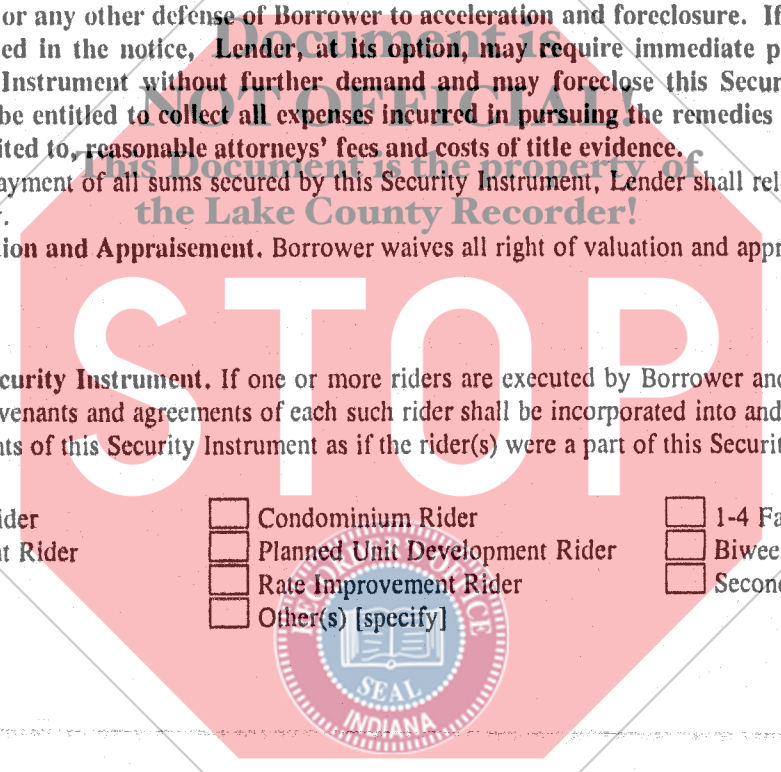 or any other defense of Borrower to acceleration and foreclosure. If
Document is
ed in the notice, Lender, at its option, may require immediate p
Instrument without further demand and may foreclose this Secur
NOT OFFICIAL!
be entitled to collect all expenses incurred in pursuing the remedies
ited to, reasonable attorneys' fees and costs of title evidence.
This Document is the property of
ayment of all sums secured by this Security Instrument, Lender shall rel
the Lake County Recorder!
r.
ion and Appraisement. Borrower waives all right of valuation and appr
STOP
curity Instrument. If one or more riders are executed by Borrower and
venants and agreements of each such rider shall be incorporated into and
nts of this Security Instrument as if the rider(s) were a part of this Securit
ider
Condominium Rider
1-4 Fa
t Rider
Planned Unit Development Rider
Biwee
Rate Improvement Rider
Second
Other(s) [specify]
RECORDER'S OFFICE
SEAL
INDIANA